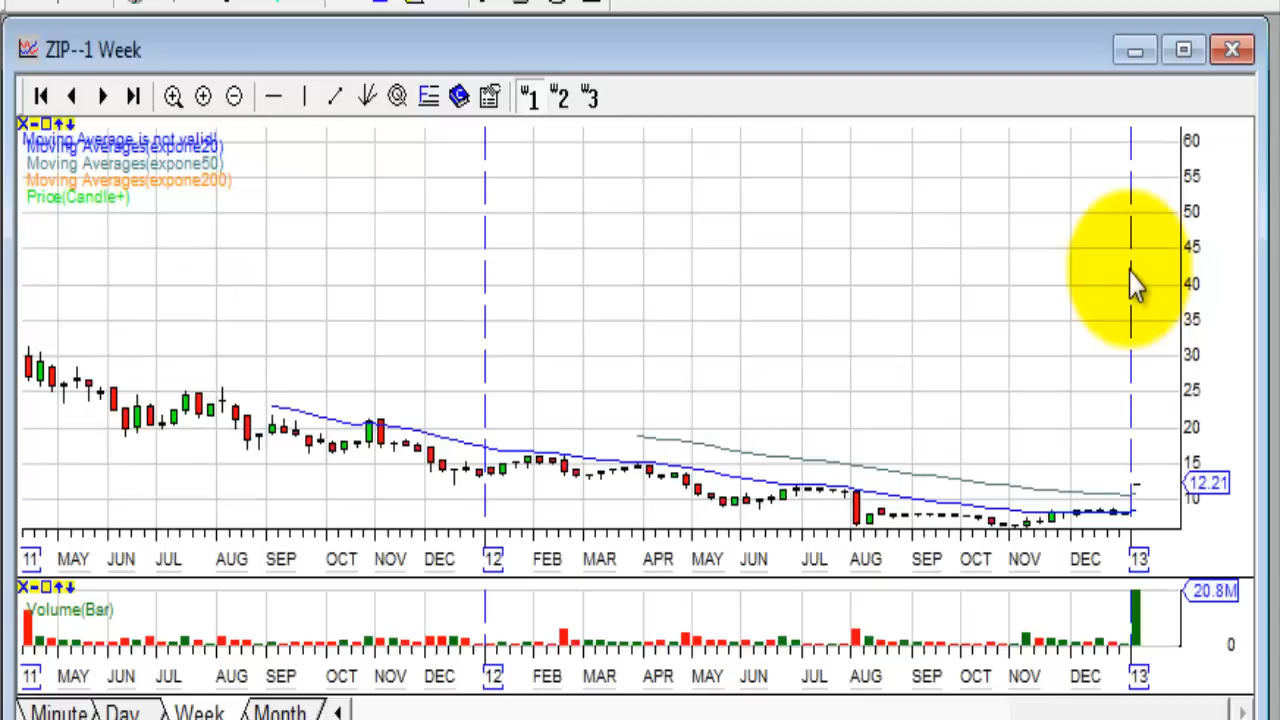 ZIP--1 Week
W1 W2 W3
Moving Average is not valid!
Moving Averages(expone20)
Moving Averages(expone50)
Moving Averages(expone200)
Price(Candle+)
60
55
50
45
40
35
30
25
20
15
12.21
10
11 MAY JUN JUL AUG SEP OCT NOV DEC 12 FEB MAR APR MAY JUN JUL AUG SEP NOV DEC 13
20.8M
Volume(Bar)
0
11 MAY JUN JUL AUG SEP OCT NOV DEC 12 FEB MAR APR MAY JUN JUL AUG SEP OCT NOV DEC 13
Minute Day Week Month